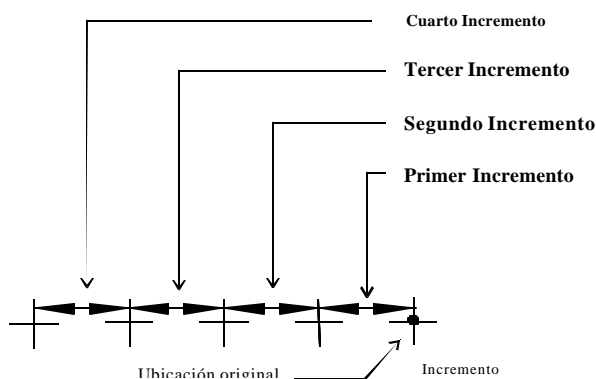 Cuarto Incremento
Tercer Incremento
Segundo Incremento
Primer Incremento
Ubicación original
Incremento